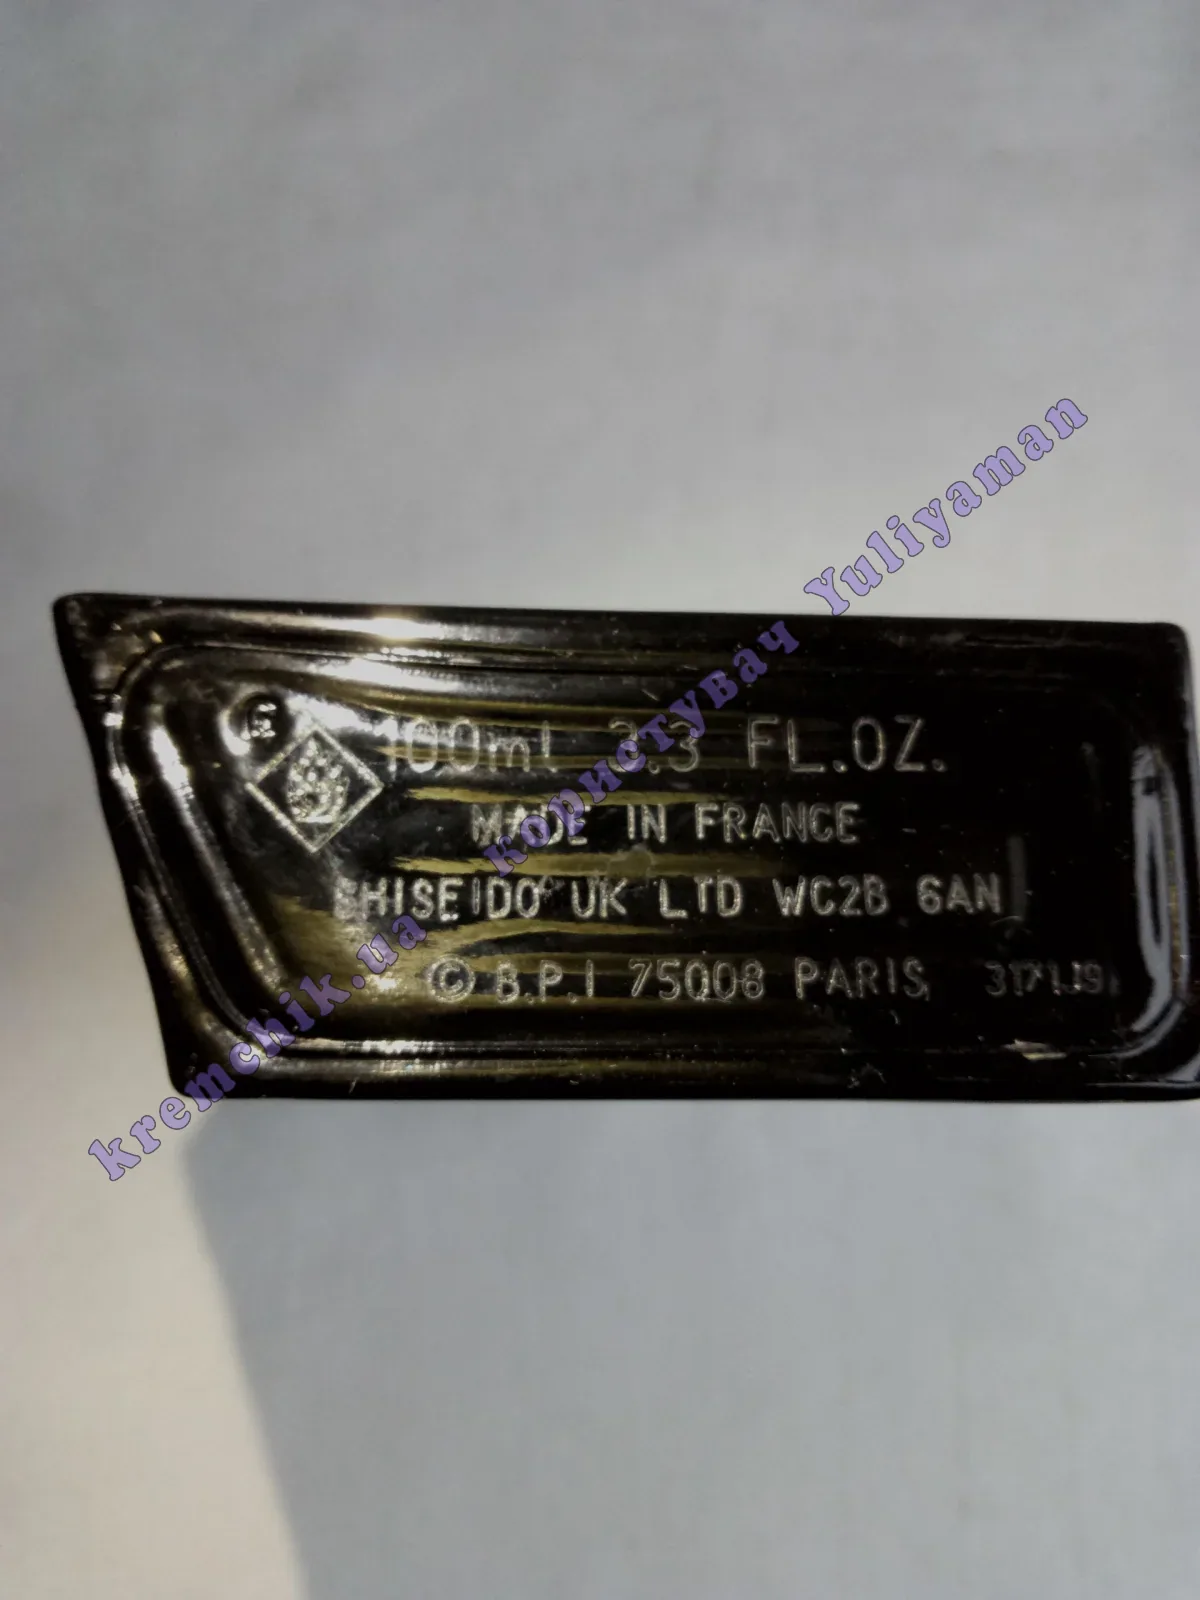 100ml 3.3 FL.OZ.
MADE IN FRANCE
SHISEIDO UK LTD WC2B 6AN
© B.P.I 75008 PARIS
kremchik.ua користувач Yuliyaman